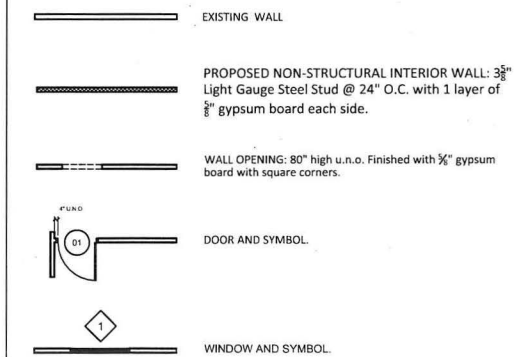 EXISTING WALL
PROPOSED NON-STRUCTURAL INTERIOR WALL: 3⅝"
Light Gauge Steel Stud @ 24" O.C. with 1 layer of
⅝" gypsum board each side.
WALL OPENING: 80" high u.n.o. Finished with ⅝" gypsum
board with square corners.
4" U N O
01
DOOR AND SYMBOL.
1
WINDOW AND SYMBOL.